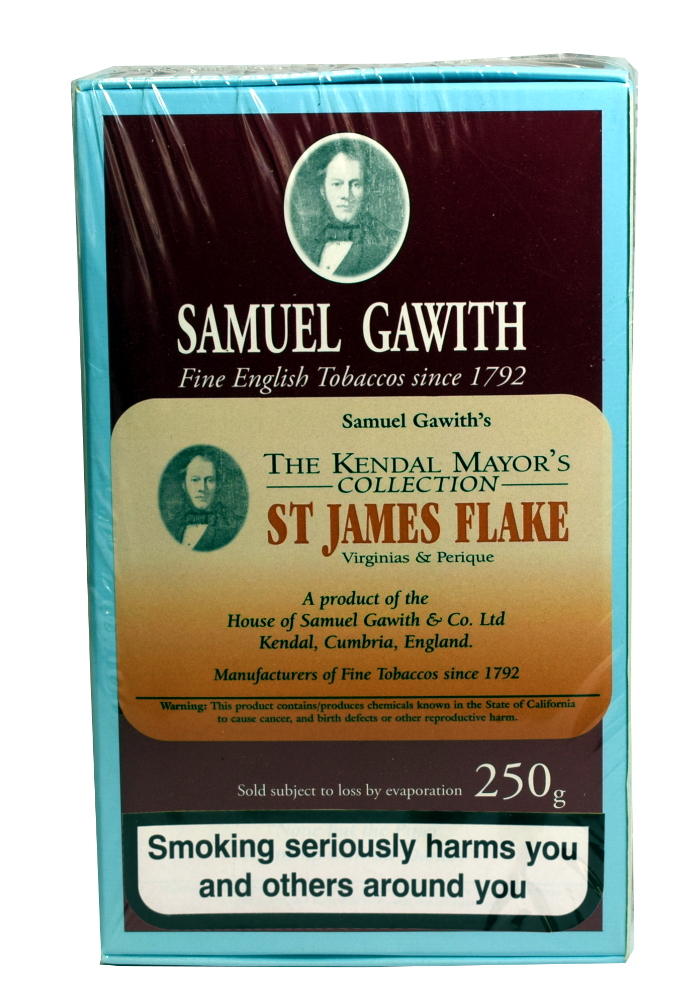 SAMUEL GAWITH
Fine English Tobaccos since 1792
Samuel Gawith's
THE KENDAL MAYOR'S
COLLECTION
ST JAMES FLAKE
Virginias & Perique
A product of the
House of Samuel Gawith & Co. Ltd
Kendal, Cumbria, England.
Manufacturers of Fine Tobaccos since 1792
Warning: This product contains/produces chemicals known in the State of California
to cause cancer, and birth defects or other reproductive harm.
Sold subject to loss by evaporation 250g
Smoking seriously harms you
and others around you